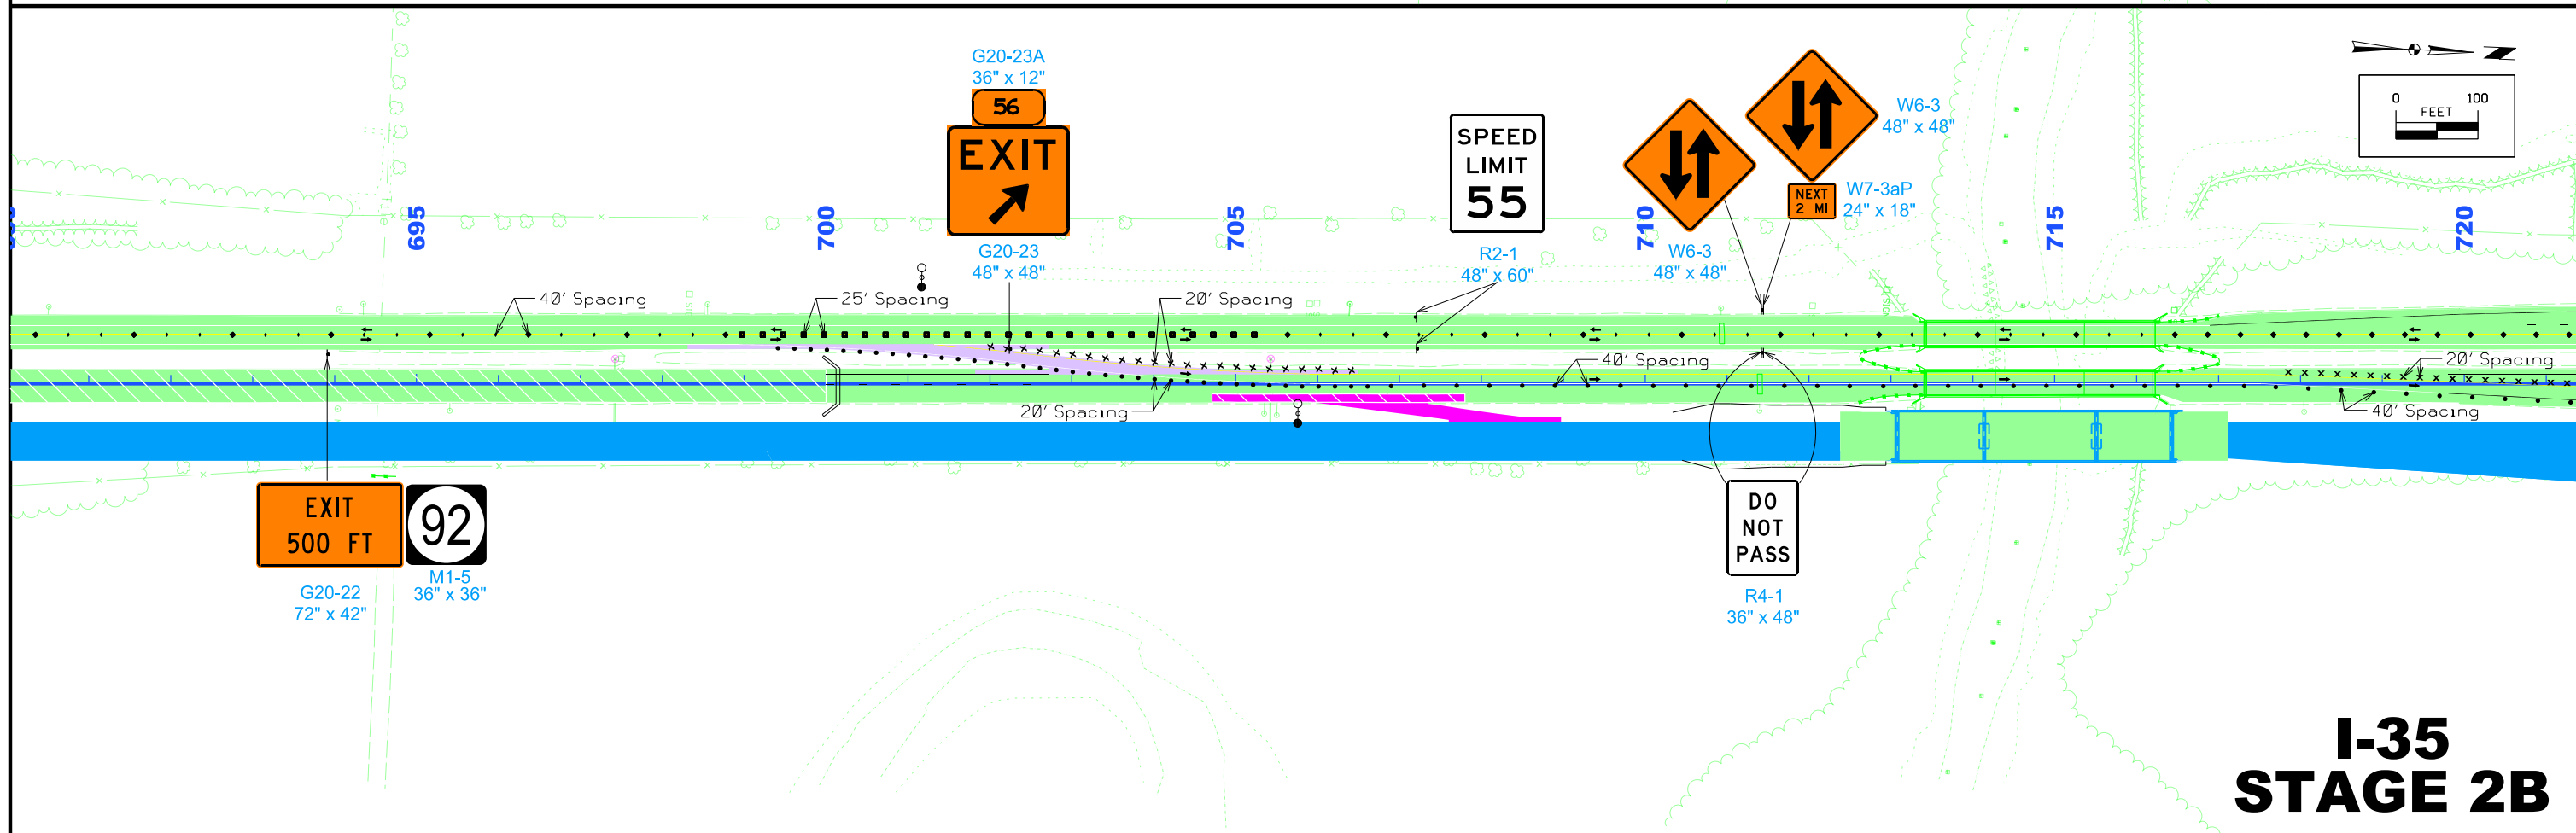 G20-23A
36" x 12"
56
EXIT
G20-23
48" x 48"
SPEED
LIMIT
55
R2-1
48" x 60"
W6-3
48" x 48"
W6-3
48" x 48"
NEXT
2 MI
W7-3aP
24" x 18"
0 100
FEET
695
700
705
710
715
720
40' Spacing
25' Spacing
20' Spacing
40' Spacing
20' Spacing
20' Spacing
40' Spacing
EXIT
500 FT
92
G20-22
72" x 42"
M1-5
36" x 36"
DO
NOT
PASS
R4-1
36" x 48"
I-35
STAGE 2B